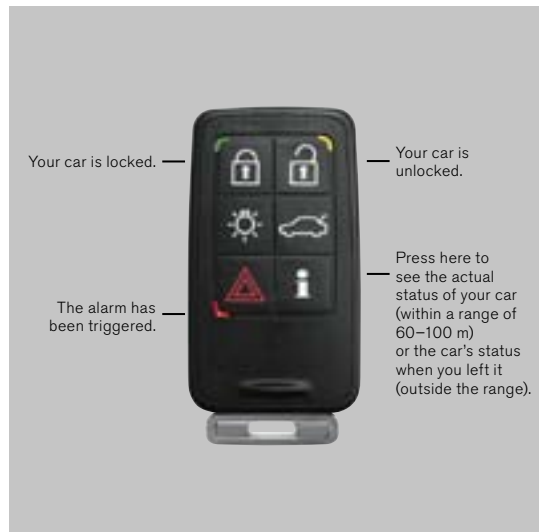 Your car is locked.
Your car is
unlocked.
The alarm has
been triggered.
Press here to
see the actual
status of your car
(within a range of
60–100 m)
or the car's status
when you left it
(outside the range).